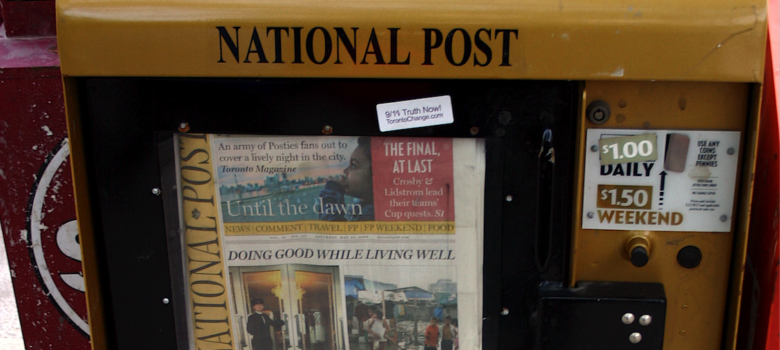 NATIONAL POST
9/11 Truth Now!
TorontoChange.com
NATIONAL POST
An army of Posties fans out to
cover a lively night in the city.
Toronto Magazine
Until the dawn
THE FINAL,
AT LAST
Crosby &
Lidstrom lead
their teams'
Cup quests. S1
NEWS | COMMENT | TRAVEL | FP | FP WEEKEND | FOOD
DOING GOOD WHILE LIVING WELL
$1.00
DAILY
$1.50
WEEKEND
USE ANY
COINS
EXCEPT
PENNIES